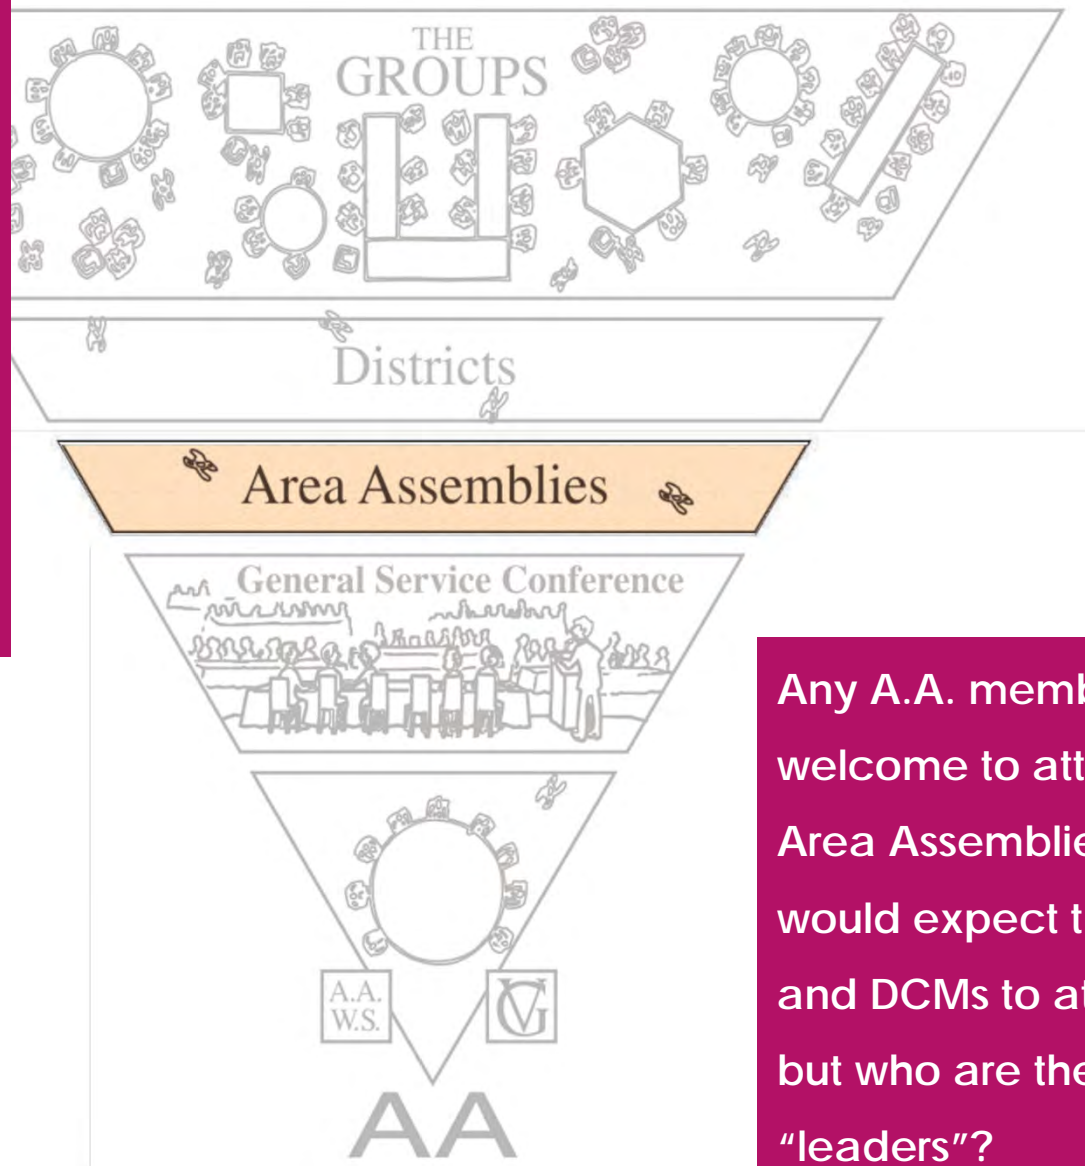 THE
GROUPS
Districts
Area Assemblies
General Service Conference
A.A.
W.S.
GV
AA
Any A.A. memb
welcome to att
Area Assemblie
would expect t
and DCMs to at
but who are the
“leaders”?